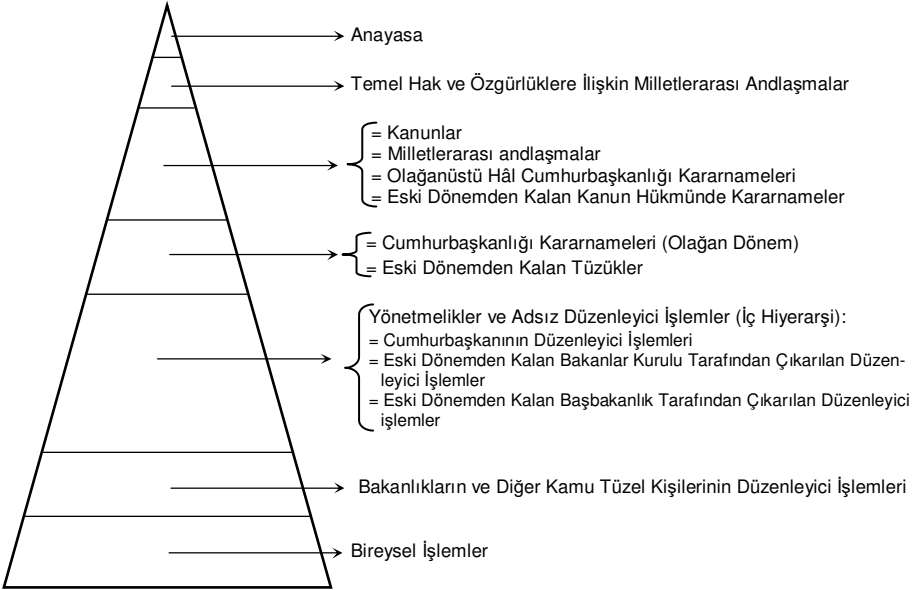 Anayasa
Temel Hak ve Özgürlüklere İlişkin Milletlerarası Andlaşmalar
= Kanunlar
= Milletlerarası andlaşmalar
= Olağanüstü Hâl Cumhurbaşkanlığı Kararnameleri
= Eski Dönemden Kalan Kanun Hükmünde Kararnameler
= Cumhurbaşkanlığı Kararnameleri (Olağan Dönem)
= Eski Dönemden Kalan Tüzükler
Yönetmelikler ve Adsız Düzenleyici İşlemler (İç Hiyerarşi):
= Cumhurbaşkanının Düzenleyici İşlemleri
= Eski Dönemden Kalan Bakanlar Kurulu Tarafından Çıkarılan Düzen-
leyici İşlemler
= Eski Dönemden Kalan Başbakanlık Tarafından Çıkarılan Düzenleyici
işlemler
Bakanlıkların ve Diğer Kamu Tüzel Kişilerinin Düzenleyici İşlemleri
Bireysel İşlemler